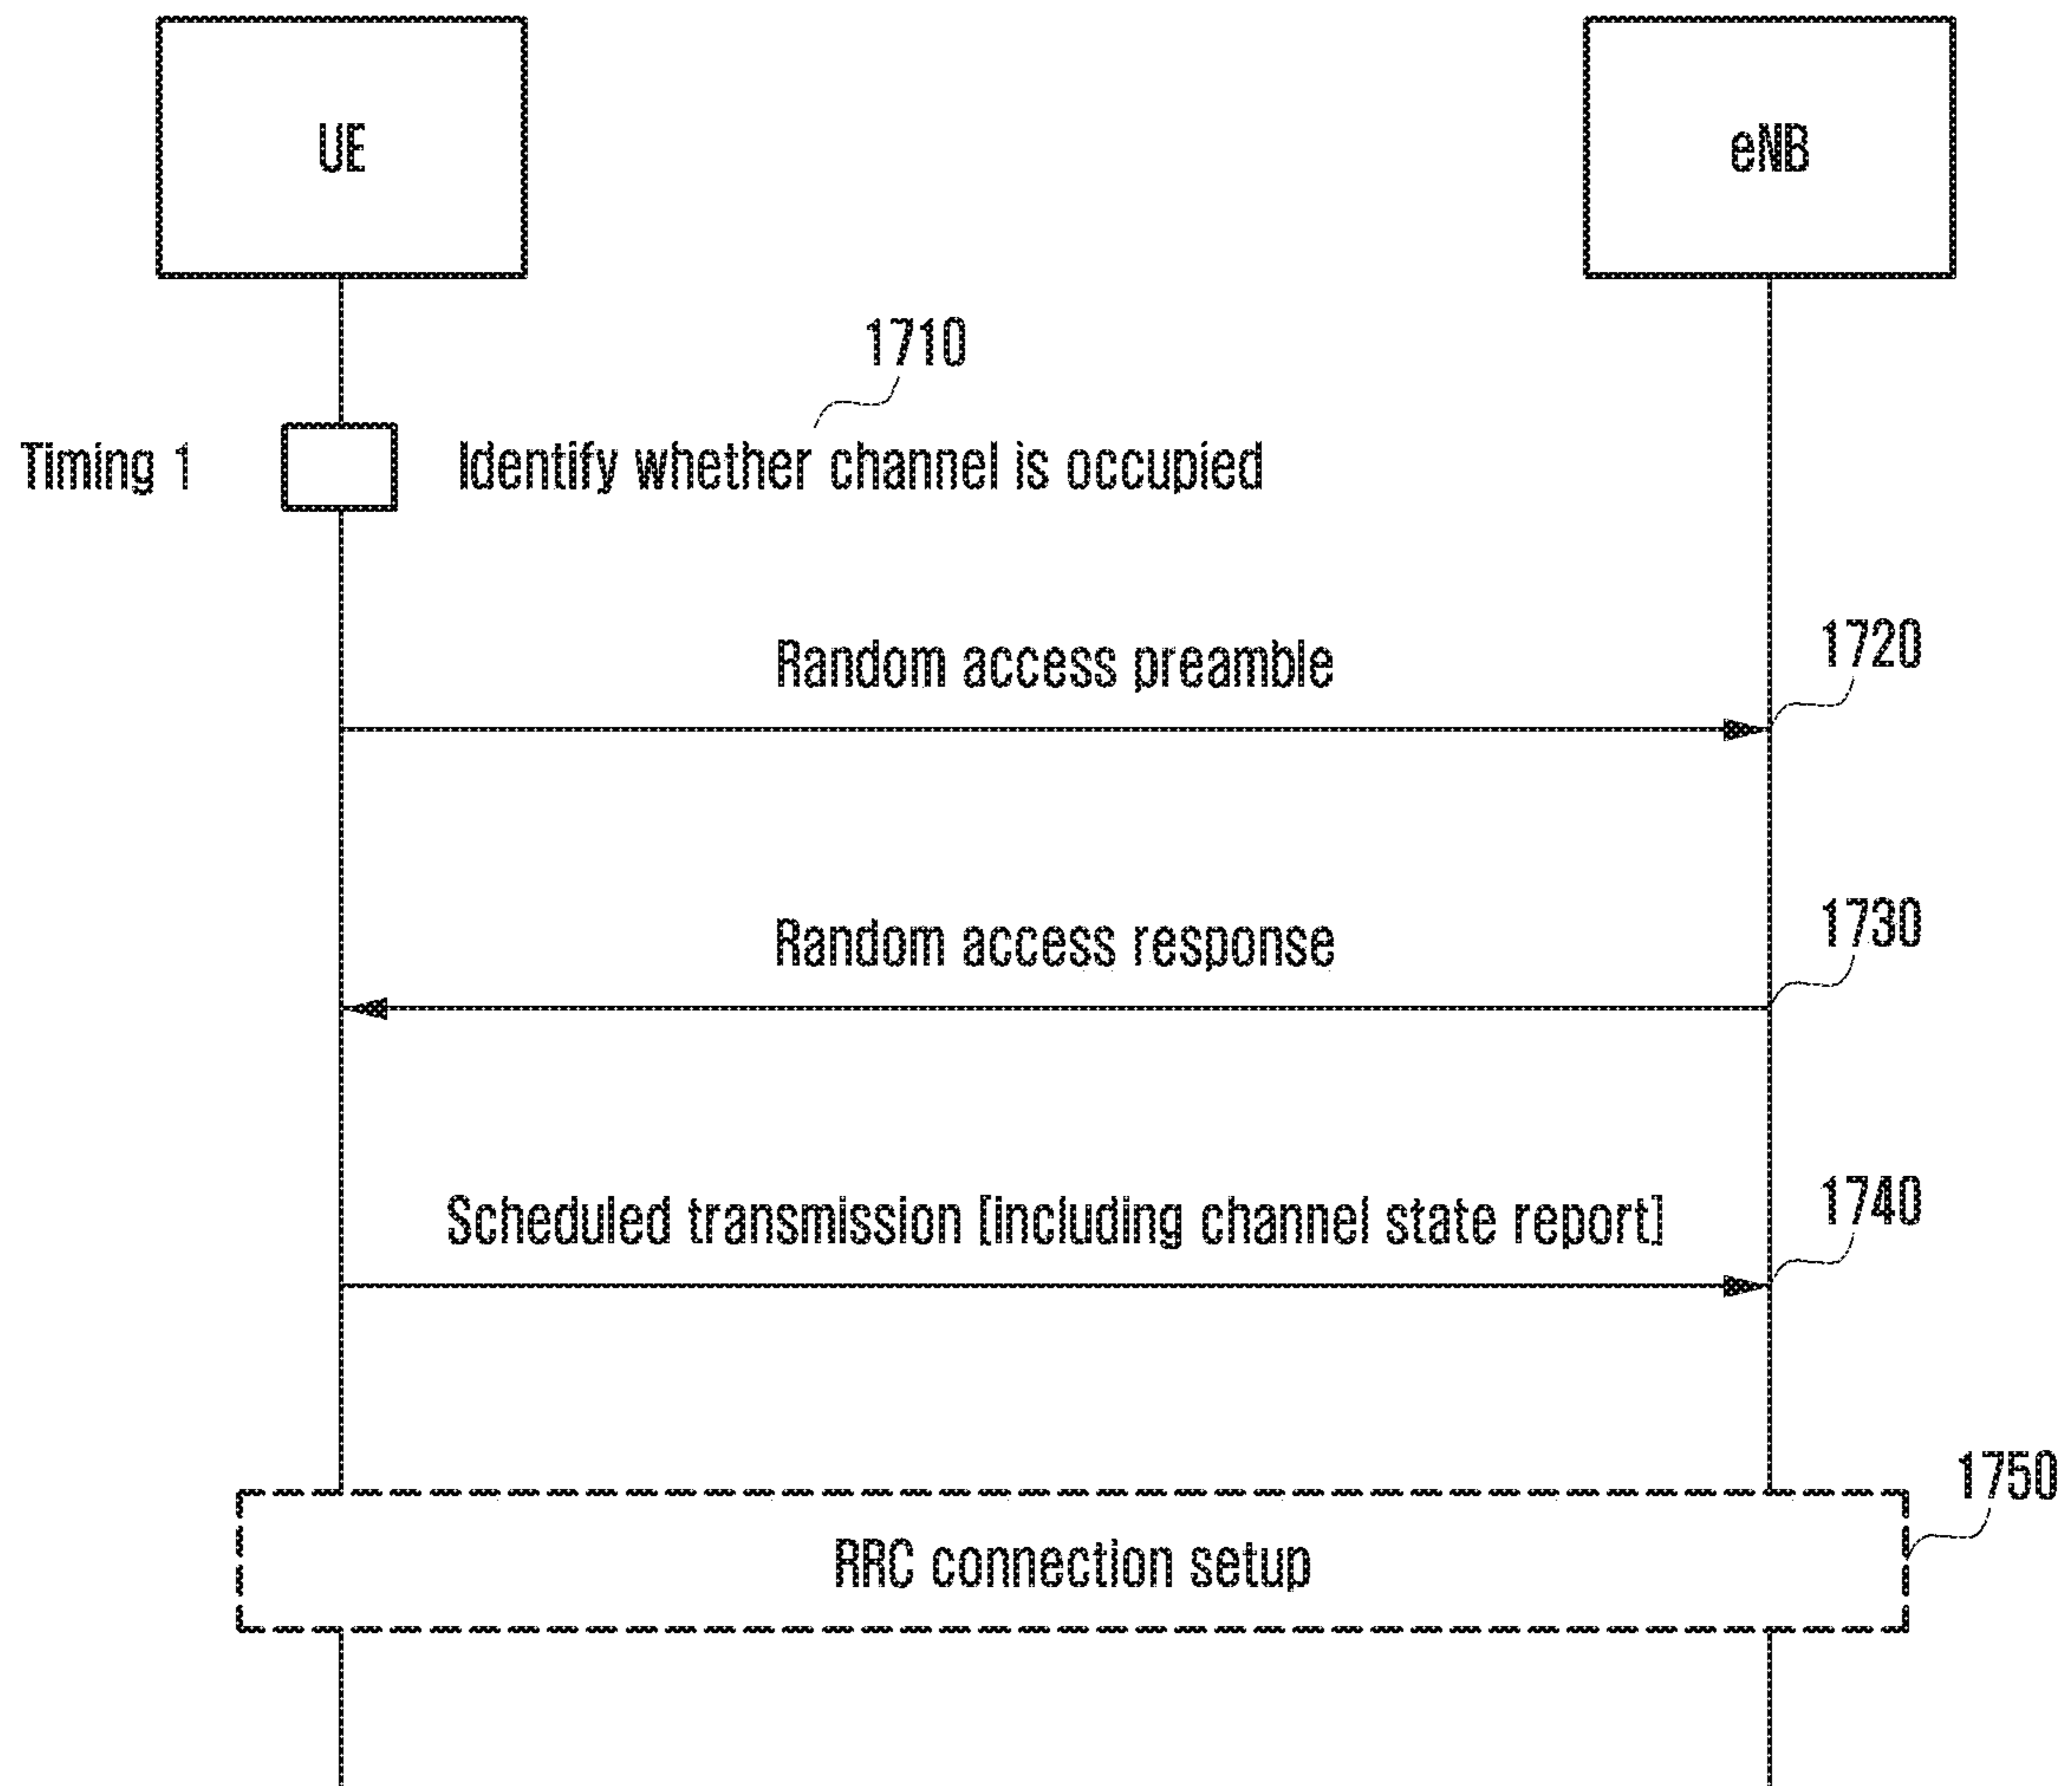 UE
eNB
1710
Timing 1
Identify whether channel is occupied
Random access preamble
1720
Random access response
1730
Scheduled transmission [including channel state report]
1740
1750
RRC connection setup